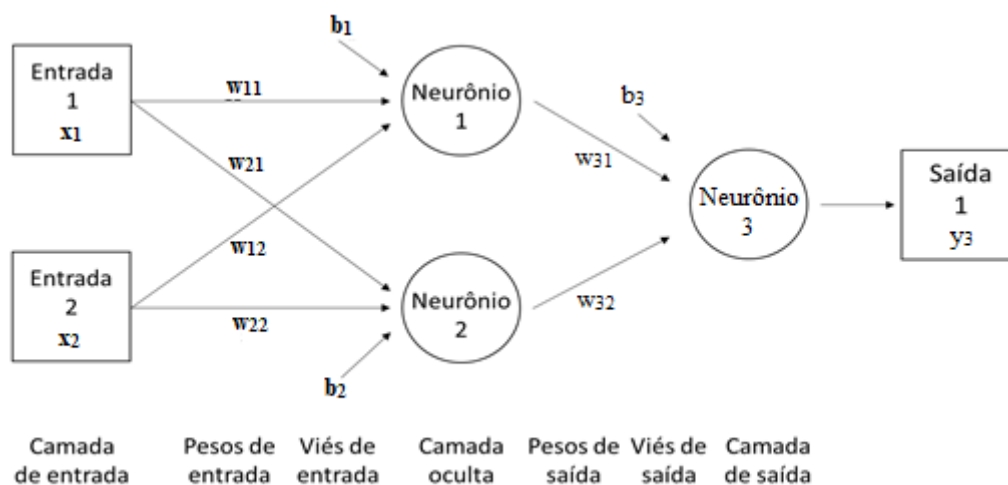 b1
Entrada
1
x1
w11
Neurônio
1
b3
w21
w31
Neurônio
3
Saída
1
y3
w12
Entrada
2
x2
w22
Neurônio
2
w32
b2
Camada
de entrada
Pesos de
entrada
Viés de
entrada
Camada
oculta
Pesos de
saída
Viés de
saída
Camada
de saída